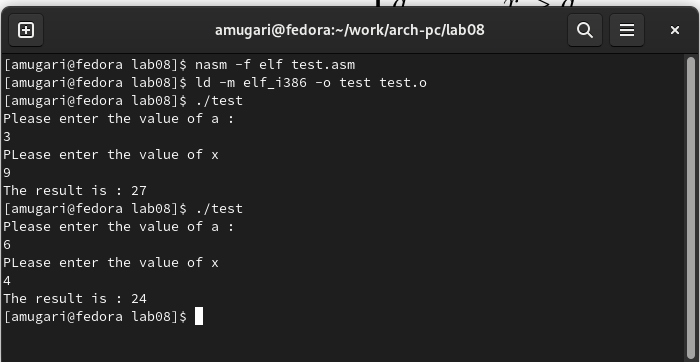 amugari@fedora:~/work/arch-pc/lab08
[amugari@fedora lab08]$ nasm -f elf test.asm
[amugari@fedora lab08]$ ld -m elf_i386 -o test test.o
[amugari@fedora lab08]$ ./test
Please enter the value of a :
3
PLease enter the value of x
9
The result is : 27
[amugari@fedora lab08]$ ./test
Please enter the value of a :
6
PLease enter the value of x
4
The result is : 24
[amugari@fedora lab08]$